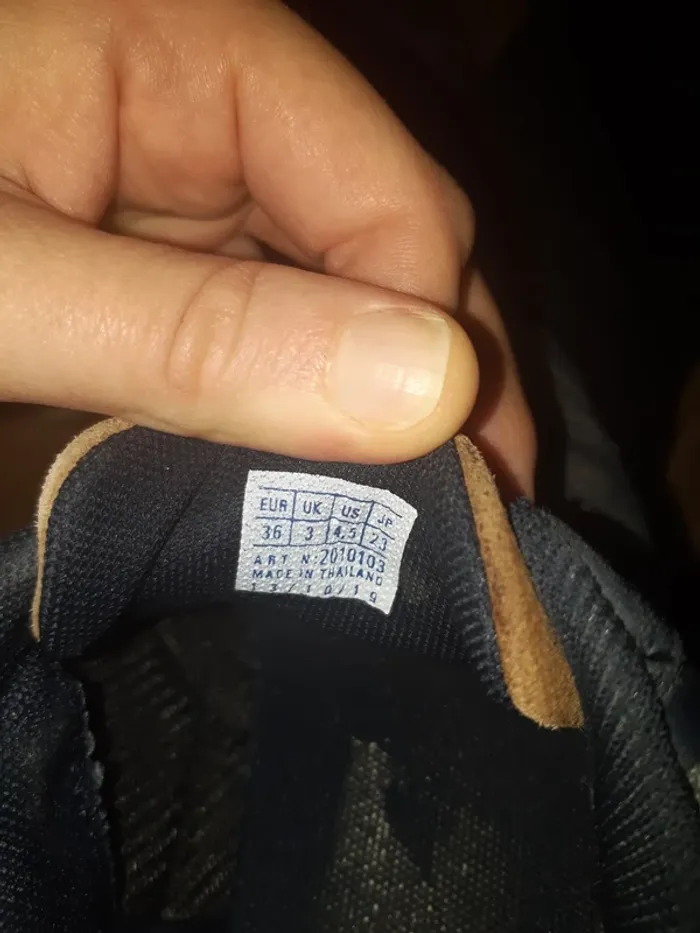 EUR UK US JP
36 3 4,5 23
ART N:2010103
MADE IN THAILAND
13/10/19